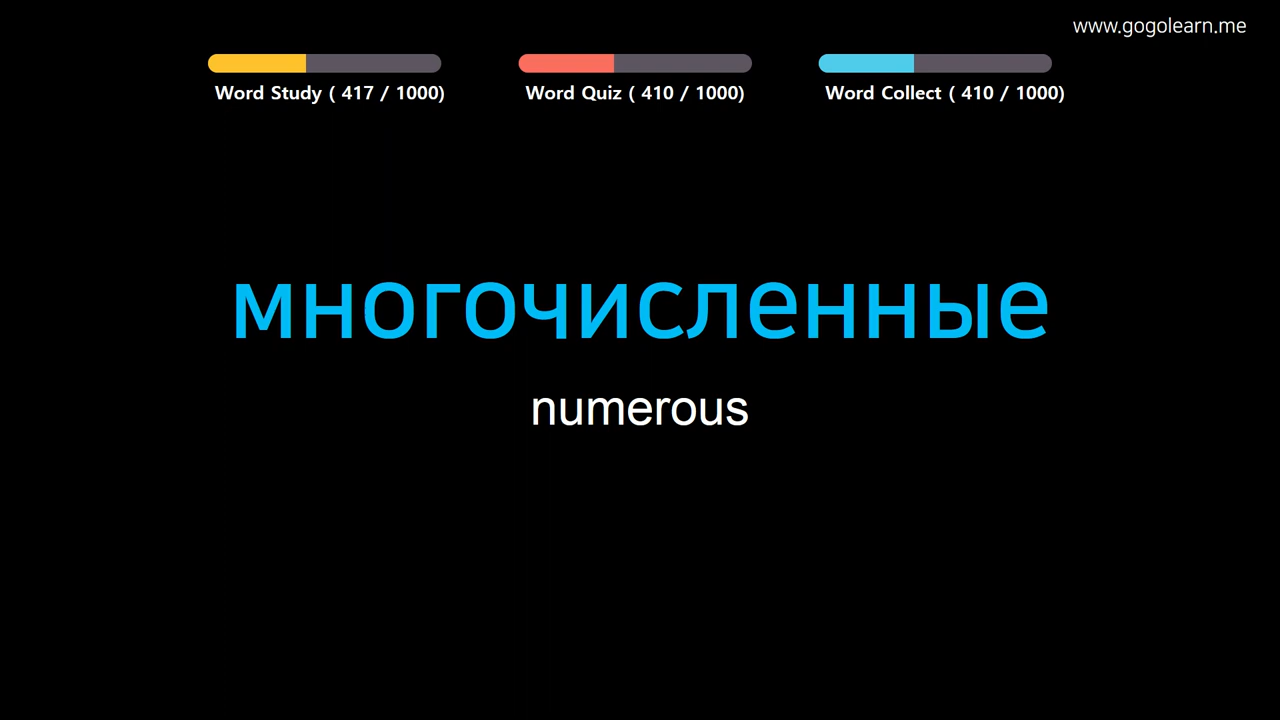 www.gogolearn.me
Word Study ( 417 / 1000)
Word Quiz ( 410 / 1000)
Word Collect ( 410 / 1000)
многочисленные
numerous